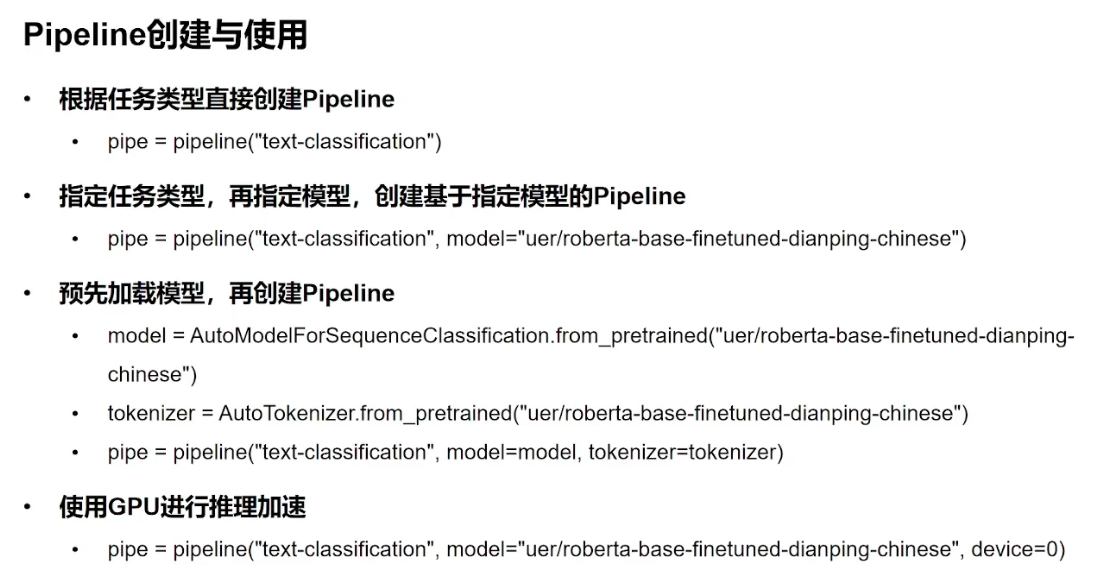 Pipeline创建与使用
• 根据任务类型直接创建Pipeline
• pipe = pipeline("text-classification")
• 指定任务类型，再指定模型，创建基于指定模型的Pipeline
• pipe = pipeline("text-classification", model="uer/roberta-base-finetuned-dianping-chinese")
• 预先加载模型，再创建Pipeline
• model = AutoModelForSequenceClassification.from_pretrained("uer/roberta-base-finetuned-dianping-
chinese")
• tokenizer = AutoTokenizer.from_pretrained("uer/roberta-base-finetuned-dianping-chinese")
• pipe = pipeline("text-classification", model=model, tokenizer=tokenizer)
• 使用GPU进行推理加速
• pipe = pipeline("text-classification", model="uer/roberta-base-finetuned-dianping-chinese", device=0)